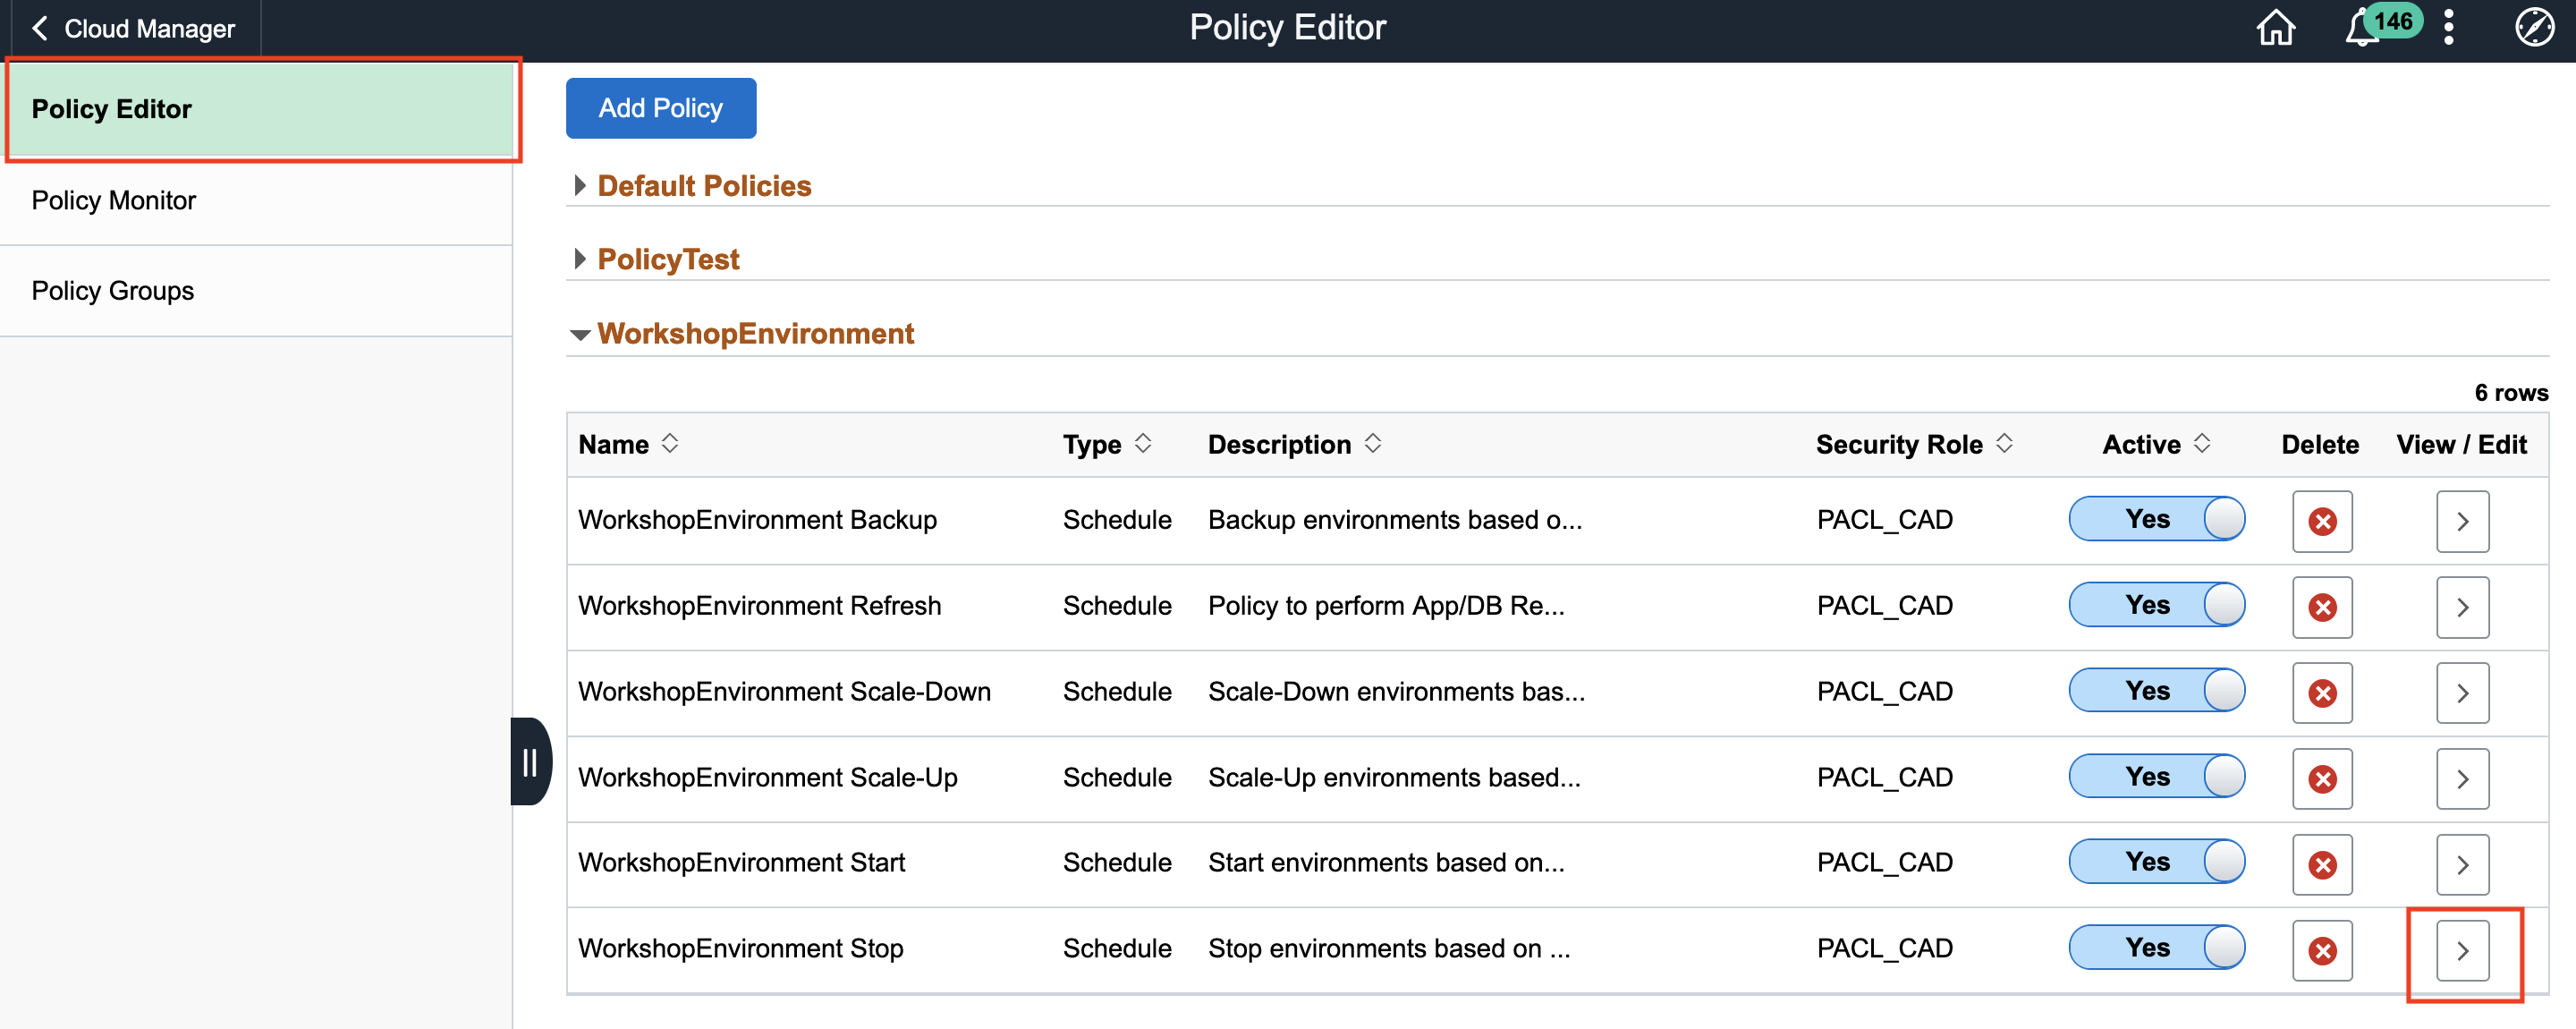 Cloud Manager
Policy Editor
146
Policy Editor
Policy Monitor
Policy Groups
Add Policy
Default Policies
PolicyTest
WorkshopEnvironment
6 rows
Name Type Description Security Role Active Delete View / Edit
WorkshopEnvironment Backup Schedule Backup environments based o... PACL_CAD Yes
WorkshopEnvironment Refresh Schedule Policy to perform App/DB Re... PACL_CAD Yes
WorkshopEnvironment Scale-Down Schedule Scale-Down environments bas... PACL_CAD Yes
WorkshopEnvironment Scale-Up Schedule Scale-Up environments based... PACL_CAD Yes
WorkshopEnvironment Start Schedule Start environments based on... PACL_CAD Yes
WorkshopEnvironment Stop Schedule Stop environments based on ... PACL_CAD Yes